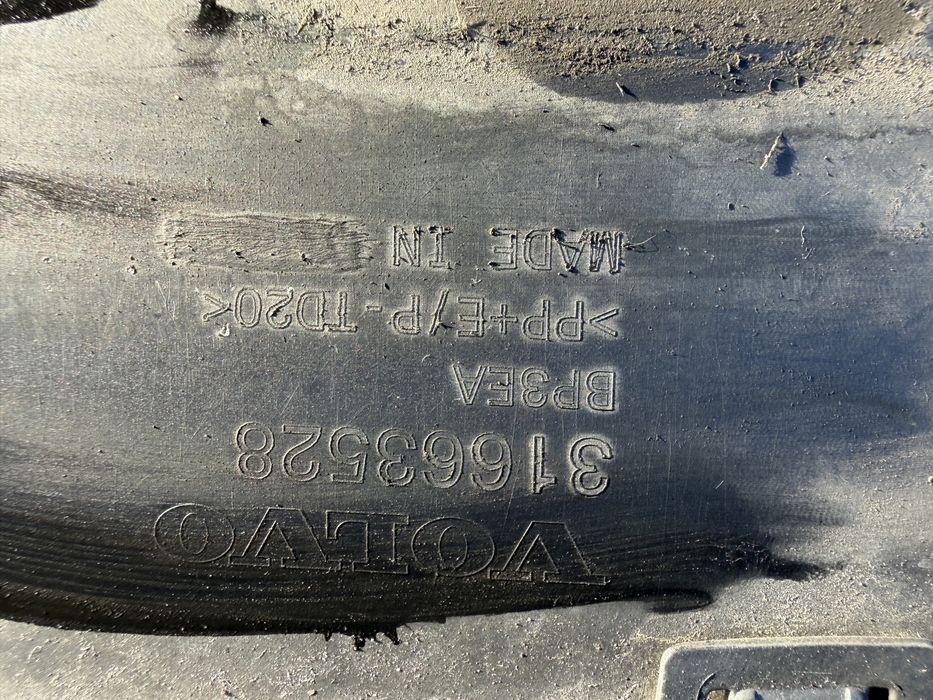 VOLVO
31663528
BP3EA
>PP+E/P-TD20<
MADE IN